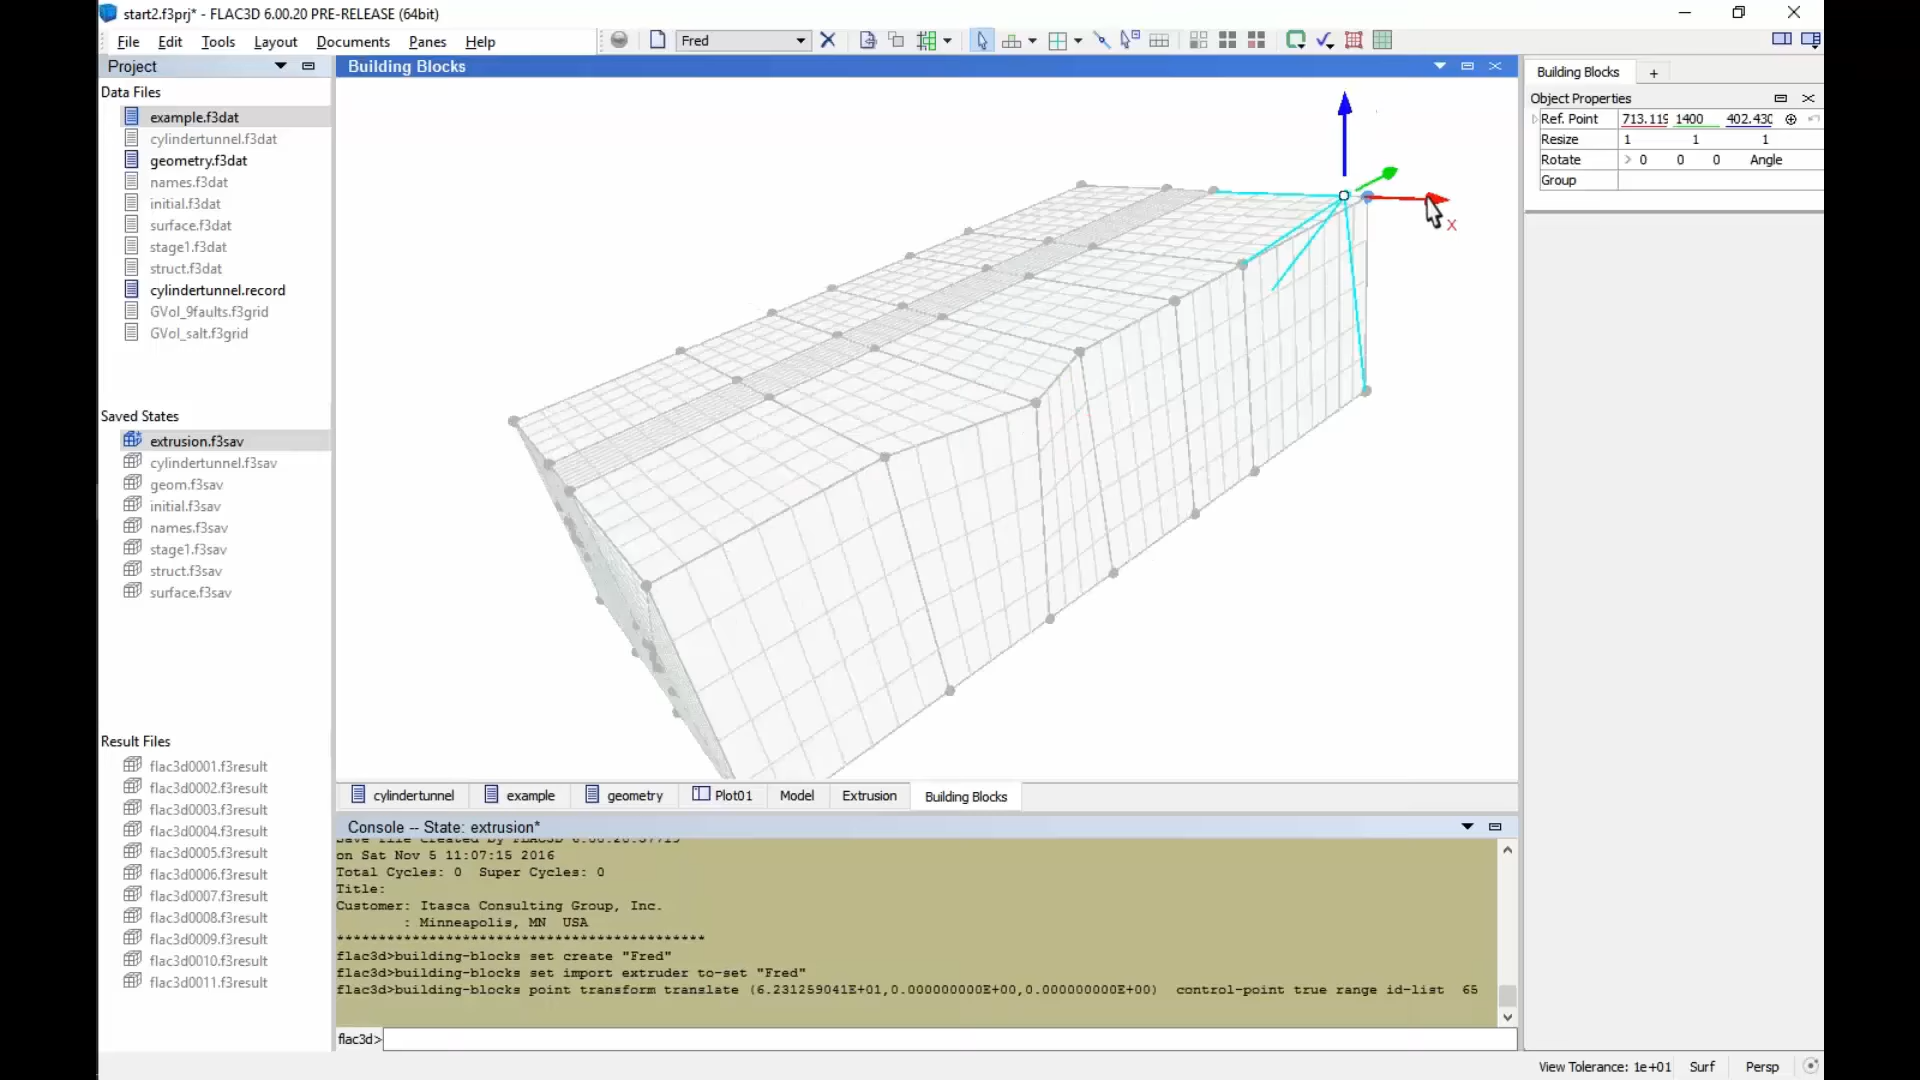 start2.f3prj* - FLAC3D 6.00.20 PRE-RELEASE (64bit)
File Edit Tools Layout Documents Panes Help
Fred
Project
Building Blocks
Building Blocks +
Data Files
Object Properties
example.f3dat
Ref. Point 713.119 1400 402.430
cylindertunnel.f3dat
Resize 1 1 1
geometry.f3dat
Rotate > 0 0 0 Angle
names.f3dat
Group
initial.f3dat
surface.f3dat
X
stage1.f3dat
struct.f3dat
cylindertunnel.record
GVol_9faults.f3grid
GVol_salt.f3grid
Saved States
extrusion.f3sav
cylindertunnel.f3sav
geom.f3sav
initial.f3sav
names.f3sav
stage1.f3sav
struct.f3sav
surface.f3sav
Result Files
flac3d0001.f3result
flac3d0002.f3result
flac3d0003.f3result
flac3d0004.f3result
flac3d0005.f3result
flac3d0006.f3result
flac3d0007.f3result
flac3d0008.f3result
flac3d0009.f3result
flac3d0010.f3result
flac3d0011.f3result
cylindertunnel example geometry Plot01 Model Extrusion Building Blocks
Console -- State: extrusion*
on Sat Nov 5 11:07:15 2016
Total Cycles: 0 Super Cycles: 0
Title:
Customer: Itasca Consulting Group, Inc.
: Minneapolis, MN USA
*********************************************
flac3d>building-blocks set create "Fred"
flac3d>building-blocks set import extruder to-set "Fred"
flac3d>building-blocks point transform translate (6.231259041E+01,0.000000000E+00,0.000000000E+00) control-point true range id-list 65
flac3d>
View Tolerance: 1e+01 Surf Persp